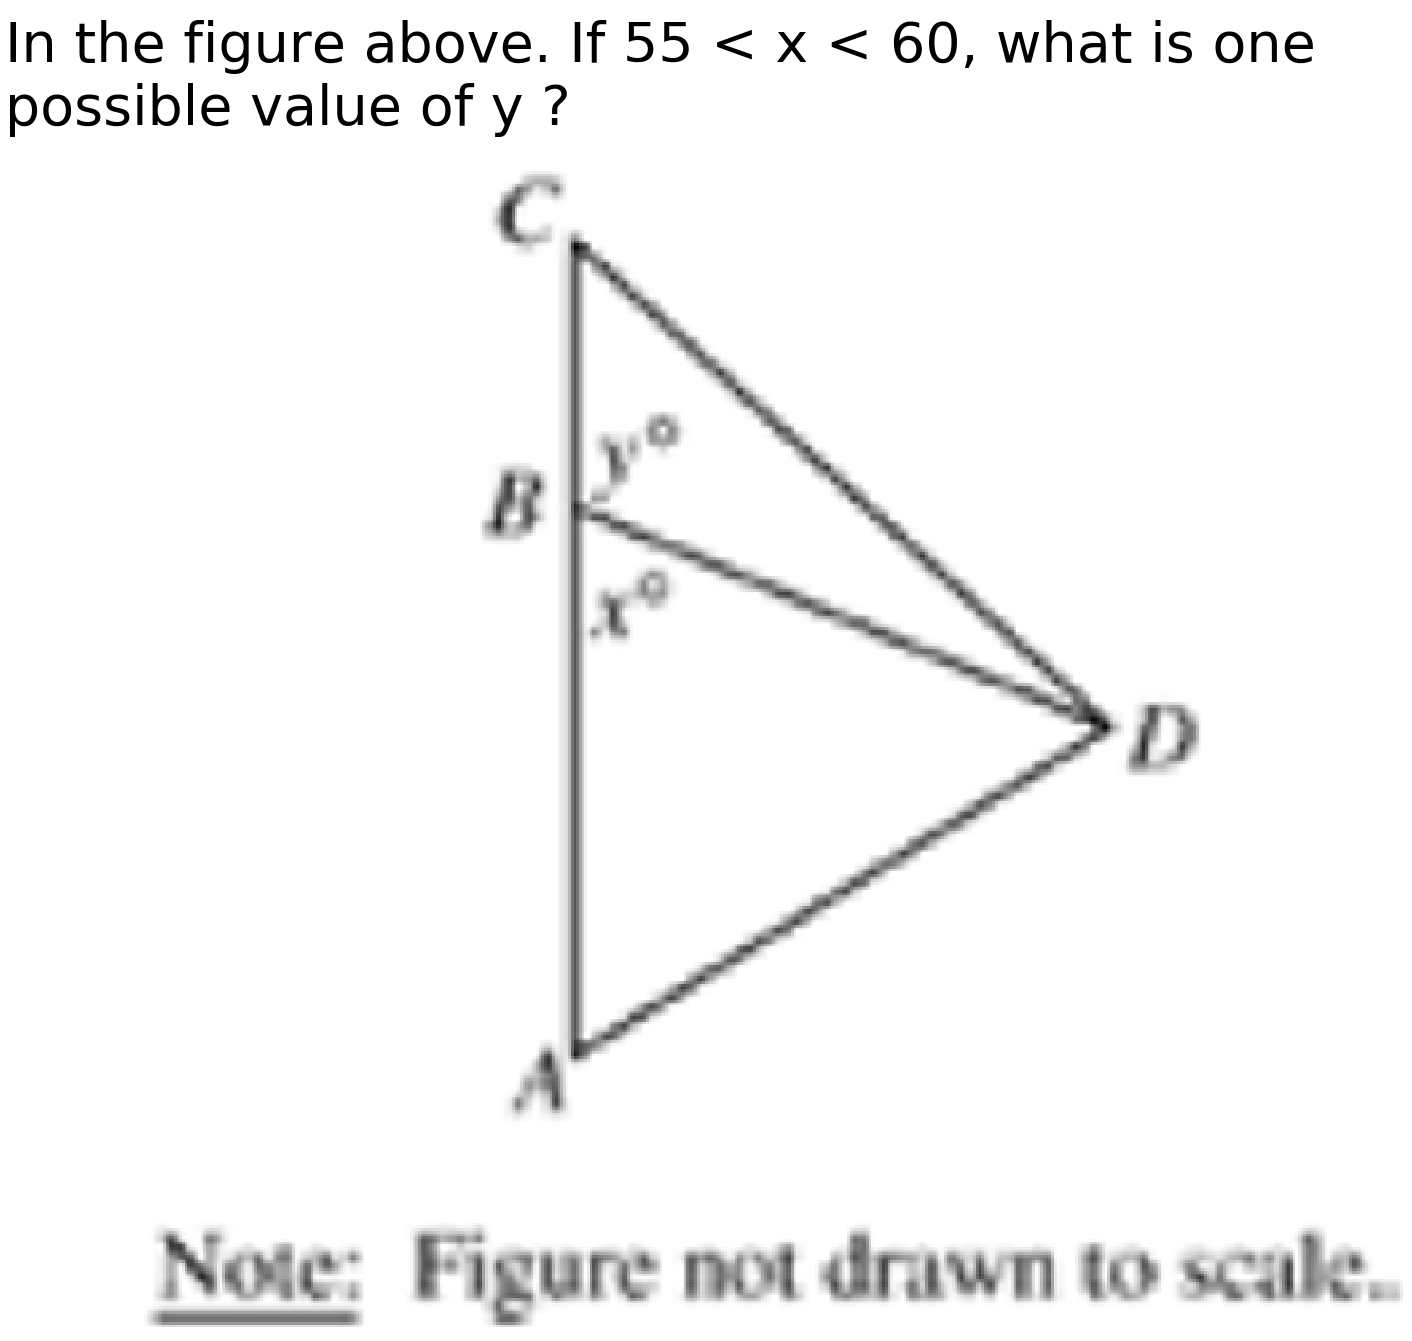 In the figure above. If 55 < x < 60, what is one
possible value of y ?
C
y°
B
x°
D
A
Note: Figure not drawn to scale..